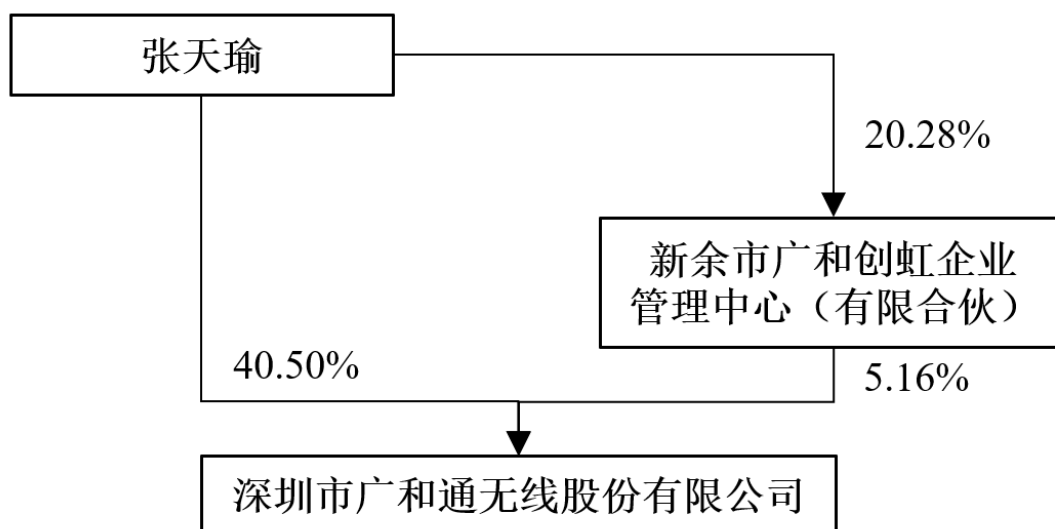 张天瑜
20.28%
新余市广和创虹企业
管理中心（有限合伙）
40.50%
5.16%
深圳市广和通无线股份有限公司